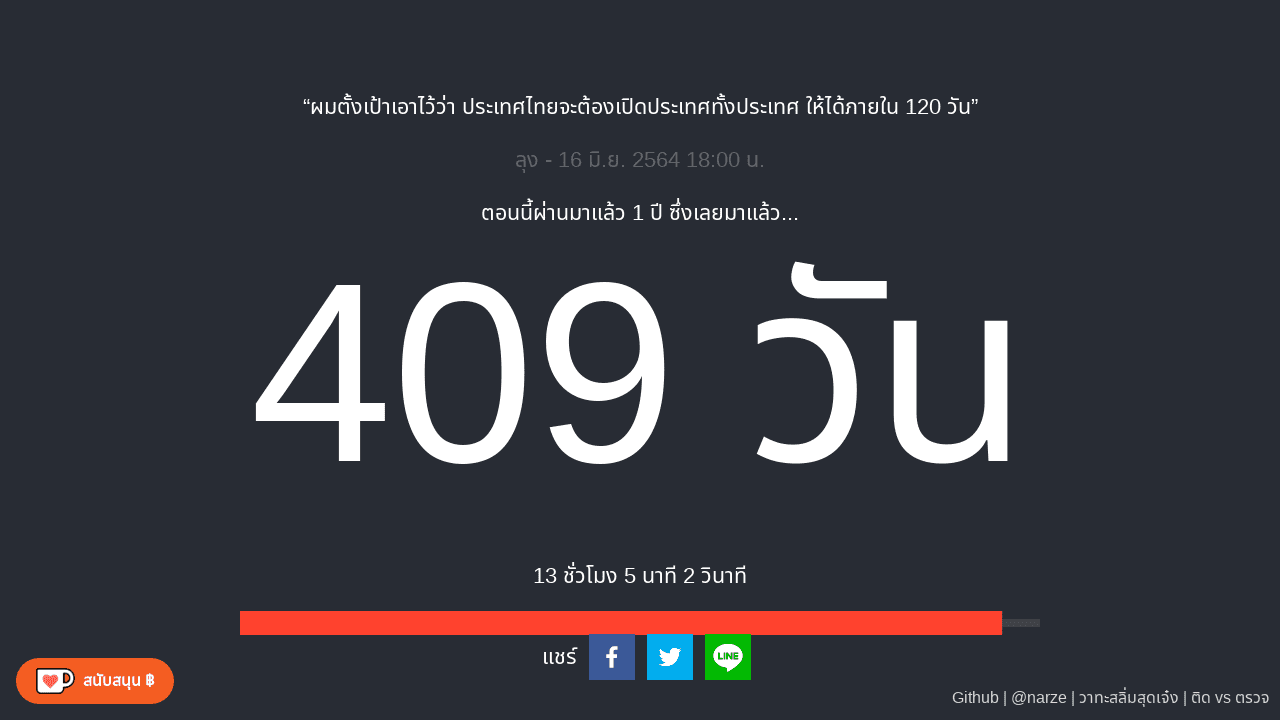 “ผมตั้งเป้าเอาไว้ว่า ประเทศไทยจะต้องเปิดประเทศทั้งประเทศ ให้ได้ภายใน 120 วัน”
ลุง - 16 มิ.ย. 2564 18:00 น.
ตอนนี้ผ่านมาแล้ว 1 ปี ซึ่งเลยมาแล้ว...
409 วัน
13 ชั่วโมง 5 นาที 2 วินาที
แชร์
LINE
สนับสนุน ฿
Github | @narze | วาทะสลิ่มสุดเจ๋ง | ติด vs ตรวจ